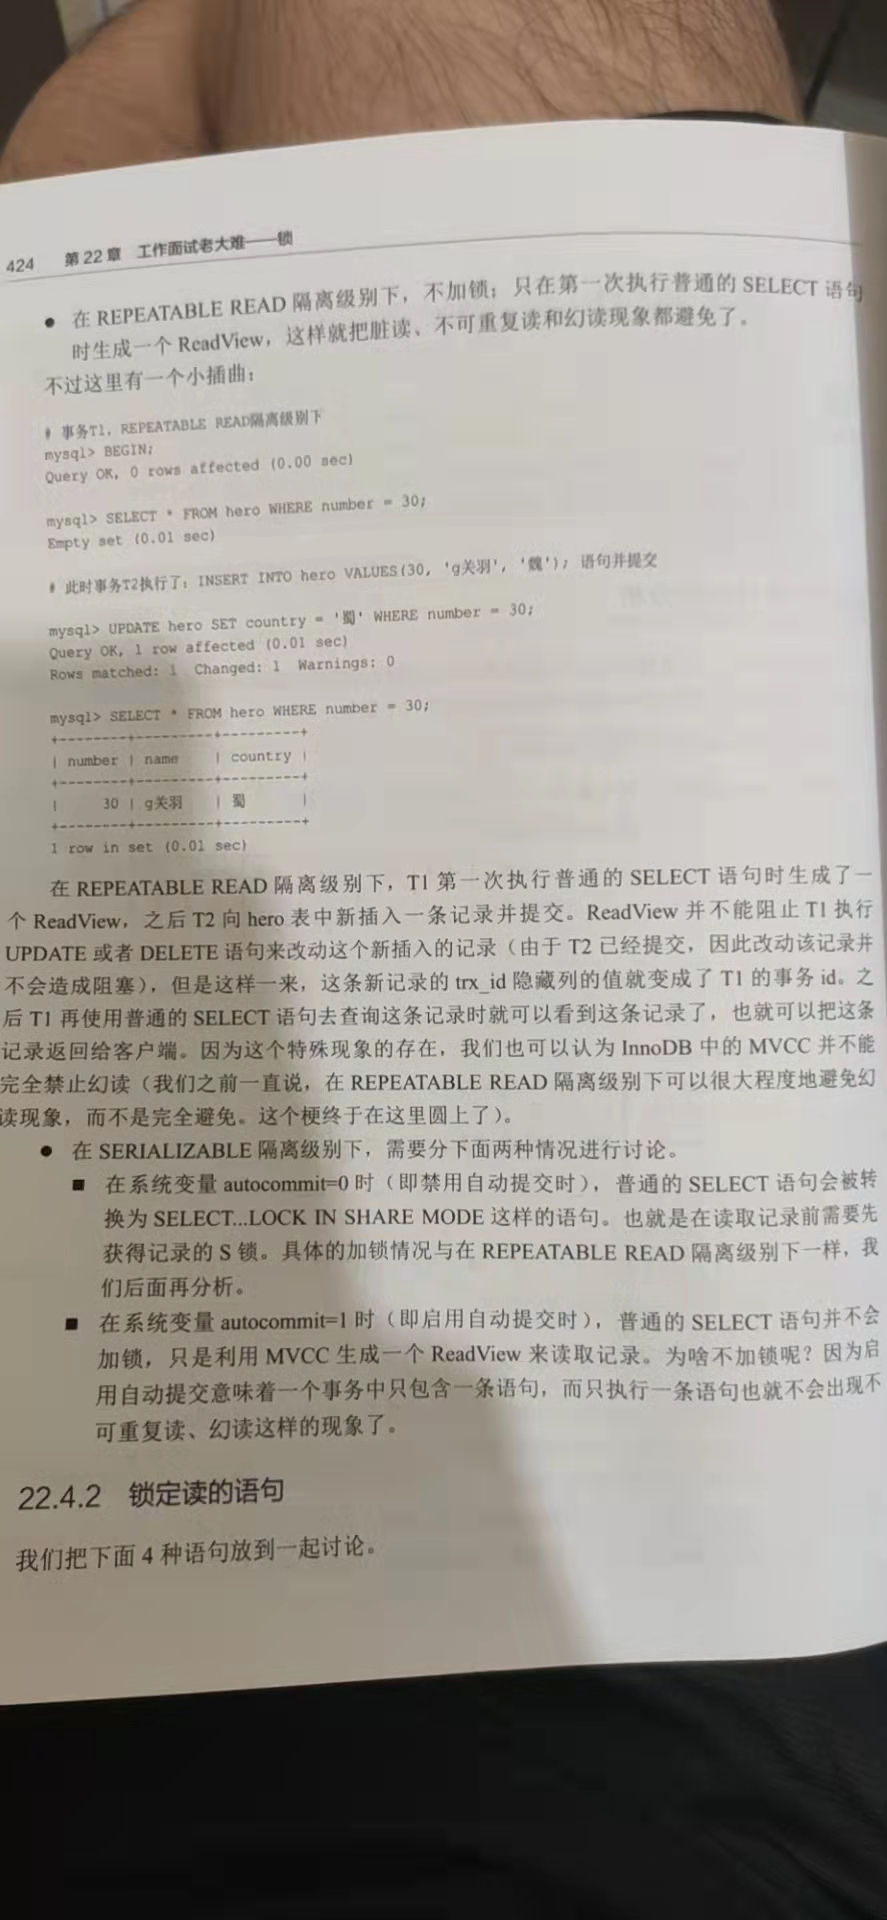 424 第 22 章 工作面试老大难——锁
● 在 REPEATABLE READ 隔离级别下，不加锁；只在第一次执行普通的 SELECT 语句
时生成一个 ReadView，这样就把脏读、不可重复读和幻读现象都避免了。
不过这里有一个小插曲：
# 事务T1，REPEATABLE READ隔离级别下
mysql> BEGIN;
Query OK, 0 rows affected (0.00 sec)
mysql> SELECT * FROM hero WHERE number = 30;
Empty set (0.01 sec)
# 此时事务T2执行了：INSERT INTO hero VALUES(30, 'g关羽', '魏'); 语句并提交
mysql> UPDATE hero SET country = '蜀' WHERE number = 30;
Query OK, 1 row affected (0.01 sec)
Rows matched: 1 Changed: 1 Warnings: 0
mysql> SELECT * FROM hero WHERE number = 30;
+--------+---------+---------+
| number | name | country |
+--------+---------+---------+
| 30 | g关羽 | 蜀 |
+--------+---------+---------+
1 row in set (0.01 sec)
在 REPEATABLE READ 隔离级别下，T1 第一次执行普通的 SELECT 语句时生成了一
个 ReadView，之后 T2 向 hero 表中新插入一条记录并提交。ReadView 并不能阻止 T1 执行
UPDATE 或者 DELETE 语句来改动这个新插入的记录（由于 T2 已经提交，因此改动该记录并
不会造成阻塞），但是这样一来，这条新记录的 trx_id 隐藏列的值就变成了 T1 的事务 id。之
后 T1 再使用普通的 SELECT 语句去查询这条记录时就可以看到这条记录了，也就可以把这条
记录返回给客户端。因为这个特殊现象的存在，我们也可以认为 InnoDB 中的 MVCC 并不能
完全禁止幻读（我们之前一直说，在 REPEATABLE READ 隔离级别下可以很大程度地避免幻
读现象，而不是完全避免。这个梗终于在这里圆上了）。
● 在 SERIALIZABLE 隔离级别下，需要分下面两种情况进行讨论。
■ 在系统变量 autocommit=0 时（即禁用自动提交时），普通的 SELECT 语句会被转
换为 SELECT...LOCK IN SHARE MODE 这样的语句。也就是在读取记录前需要先
获得记录的 S 锁。具体的加锁情况与在 REPEATABLE READ 隔离级别下一样，我
们后面再分析。
■ 在系统变量 autocommit=1 时（即启用自动提交时），普通的 SELECT 语句并不会
加锁，只是利用 MVCC 生成一个 ReadView 来读取记录。为啥不加锁呢？因为启
用自动提交意味着一个事务中只包含一条语句，而只执行一条语句也就不会出现不
可重复读、幻读这样的现象了。
22.4.2 锁定读的语句
我们把下面 4 种语句放到一起讨论。